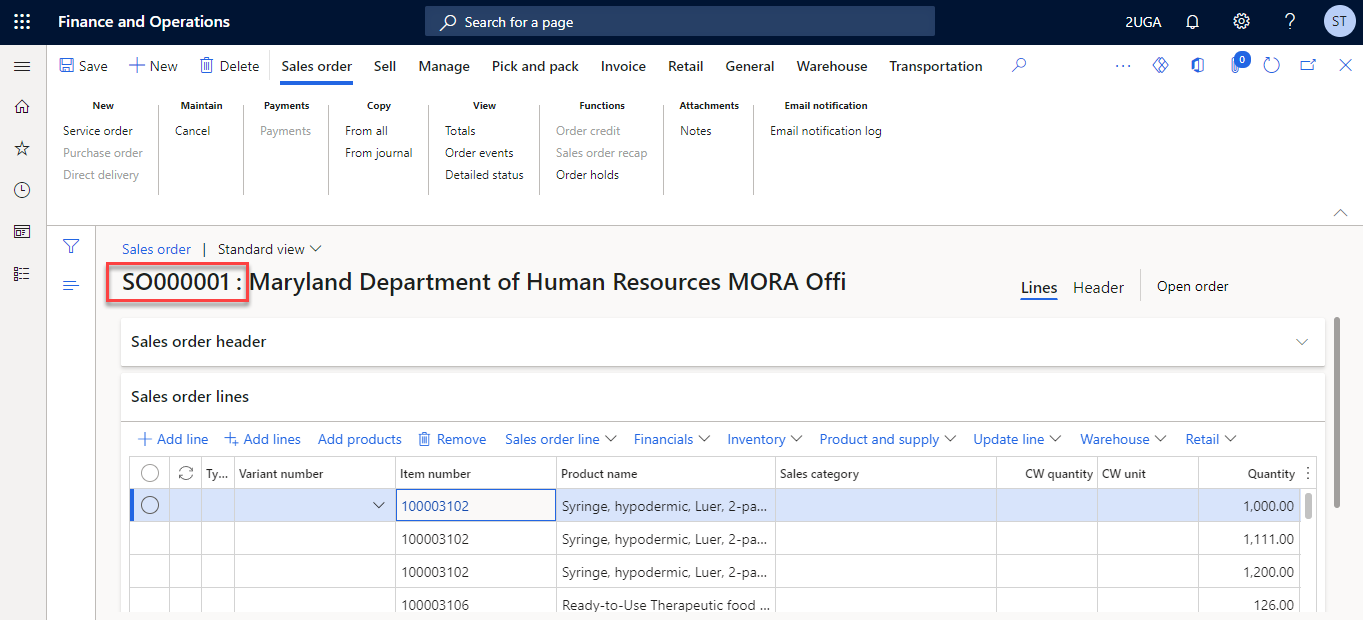 Finance and Operations
Search for a page
2UGA
?
ST
Save
New
Delete
Sales order
Sell
Manage
Pick and pack
Invoice
Retail
General
Warehouse
Transportation
...
0
New
Maintain
Payments
Copy
View
Functions
Attachments
Email notification
Service order
Cancel
Payments
From all
Totals
Order credit
Notes
Email notification log
Purchase order
From journal
Order events
Sales order recap
Direct delivery
Detailed status
Order holds
Sales order | Standard view
SO000001 : Maryland Department of Human Resources MORA Offi
Lines
Header
Open order
Sales order header
Sales order lines
Add line
Add lines
Add products
Remove
Sales order line
Financials
Inventory
Product and supply
Update line
Warehouse
Retail
Ty...
Variant number
Item number
Product name
Sales category
CW quantity
CW unit
Quantity
100003102
Syringe, hypodermic, Luer, 2-pa...
1,000.00
100003102
Syringe, hypodermic, Luer, 2-pa...
1,111.00
100003102
Syringe, hypodermic, Luer, 2-pa...
1,200.00
100003106
Ready-to-Use Therapeutic food ...
126.00